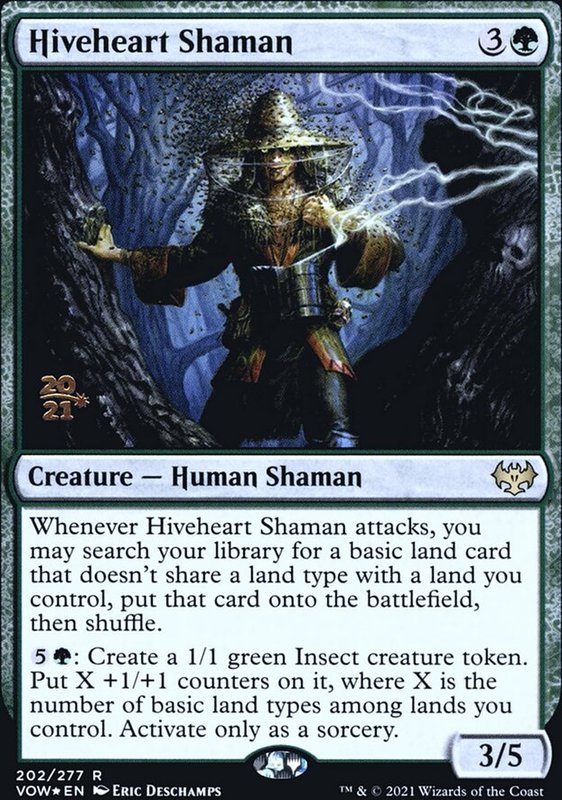 Hiveheart Shaman 3
20
21
Creature — Human Shaman
Whenever Hiveheart Shaman attacks, you
may search your library for a basic land card
that doesn't share a land type with a land you
control, put that card onto the battlefield,
then shuffle.
5 : Create a 1/1 green Insect creature token.
Put X +1/+1 counters on it, where X is the
number of basic land types among lands you
control. Activate only as a sorcery.
3/5
202/277 R
VOW★EN Eric Deschamps ™ & © 2021 Wizards of the Coast